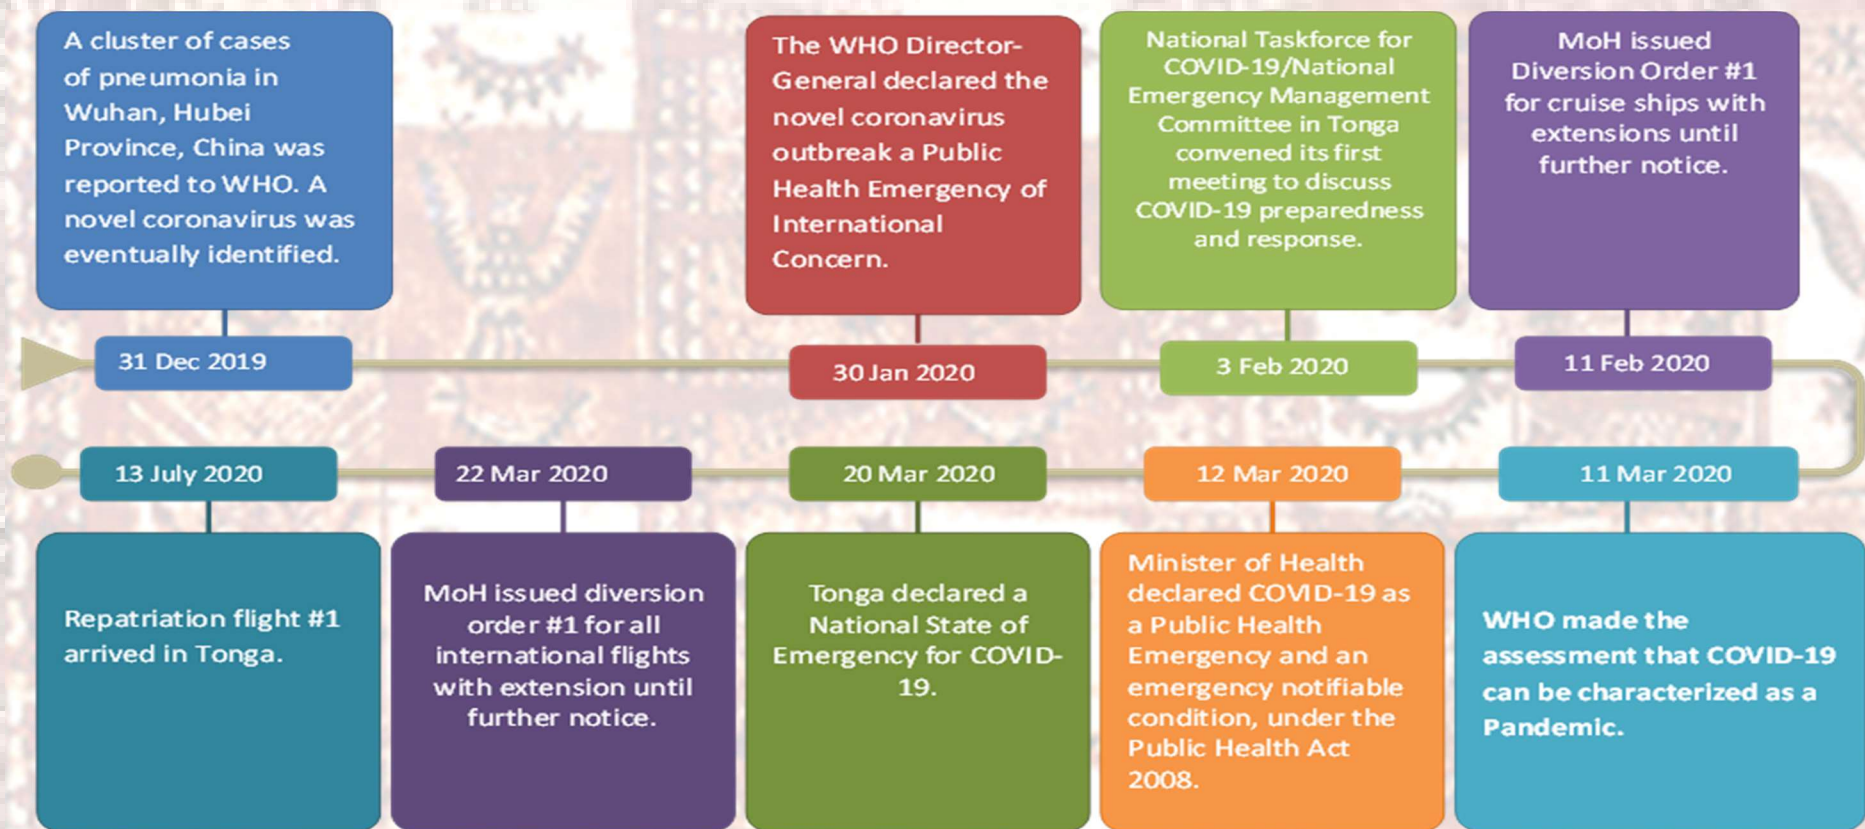 A cluster of cases
of pneumonia in
Wuhan, Hubei
Province, China was
reported to WHO. A
novel coronavirus was
eventually identified.
31 Dec 2019
The WHO Director-
General declared the
novel coronavirus
outbreak a Public
Health Emergency of
International
Concern.
30 Jan 2020
National Taskforce for
COVID-19/National
Emergency Management
Committee in Tonga
convened its first
meeting to discuss
COVID-19 preparedness
and response.
3 Feb 2020
MoH issued
Diversion Order #1
for cruise ships with
extensions until
further notice.
11 Feb 2020
11 Mar 2020
WHO made the
assessment that COVID-19
can be characterized as a
Pandemic.
12 Mar 2020
Minister of Health
declared COVID-19 as
a Public Health
Emergency and an
emergency notifiable
condition, under the
Public Health Act
2008.
20 Mar 2020
Tonga declared a
National State of
Emergency for COVID-
19.
22 Mar 2020
MoH issued diversion
order #1 for all
international flights
with extension until
further notice.
13 July 2020
Repatriation flight #1
arrived in Tonga.